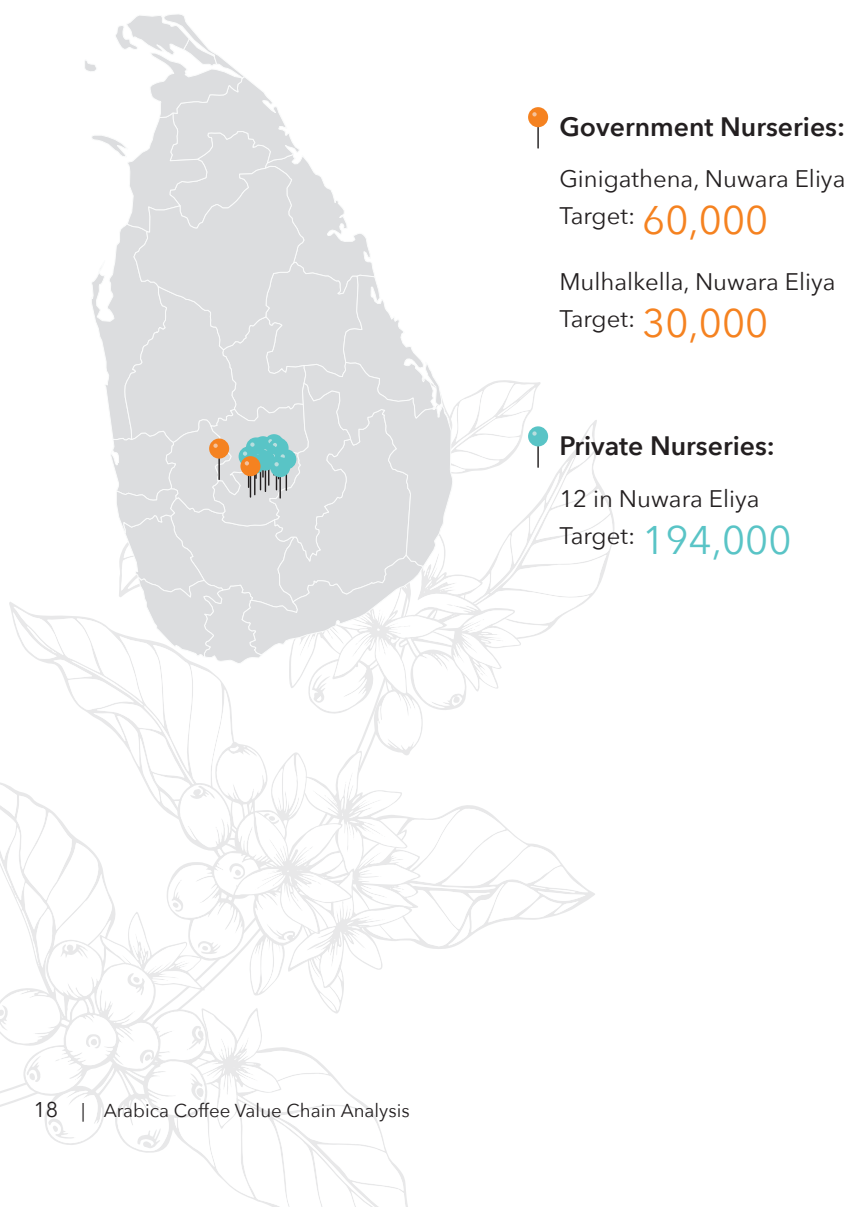 Government Nurseries:
Ginigathena, Nuwara Eliya
Target: 60,000
Mulhalkella, Nuwara Eliya
Target: 30,000
Private Nurseries:
12 in Nuwara Eliya
Target: 194,000
18 | Arabica Coffee Value Chain Analysis